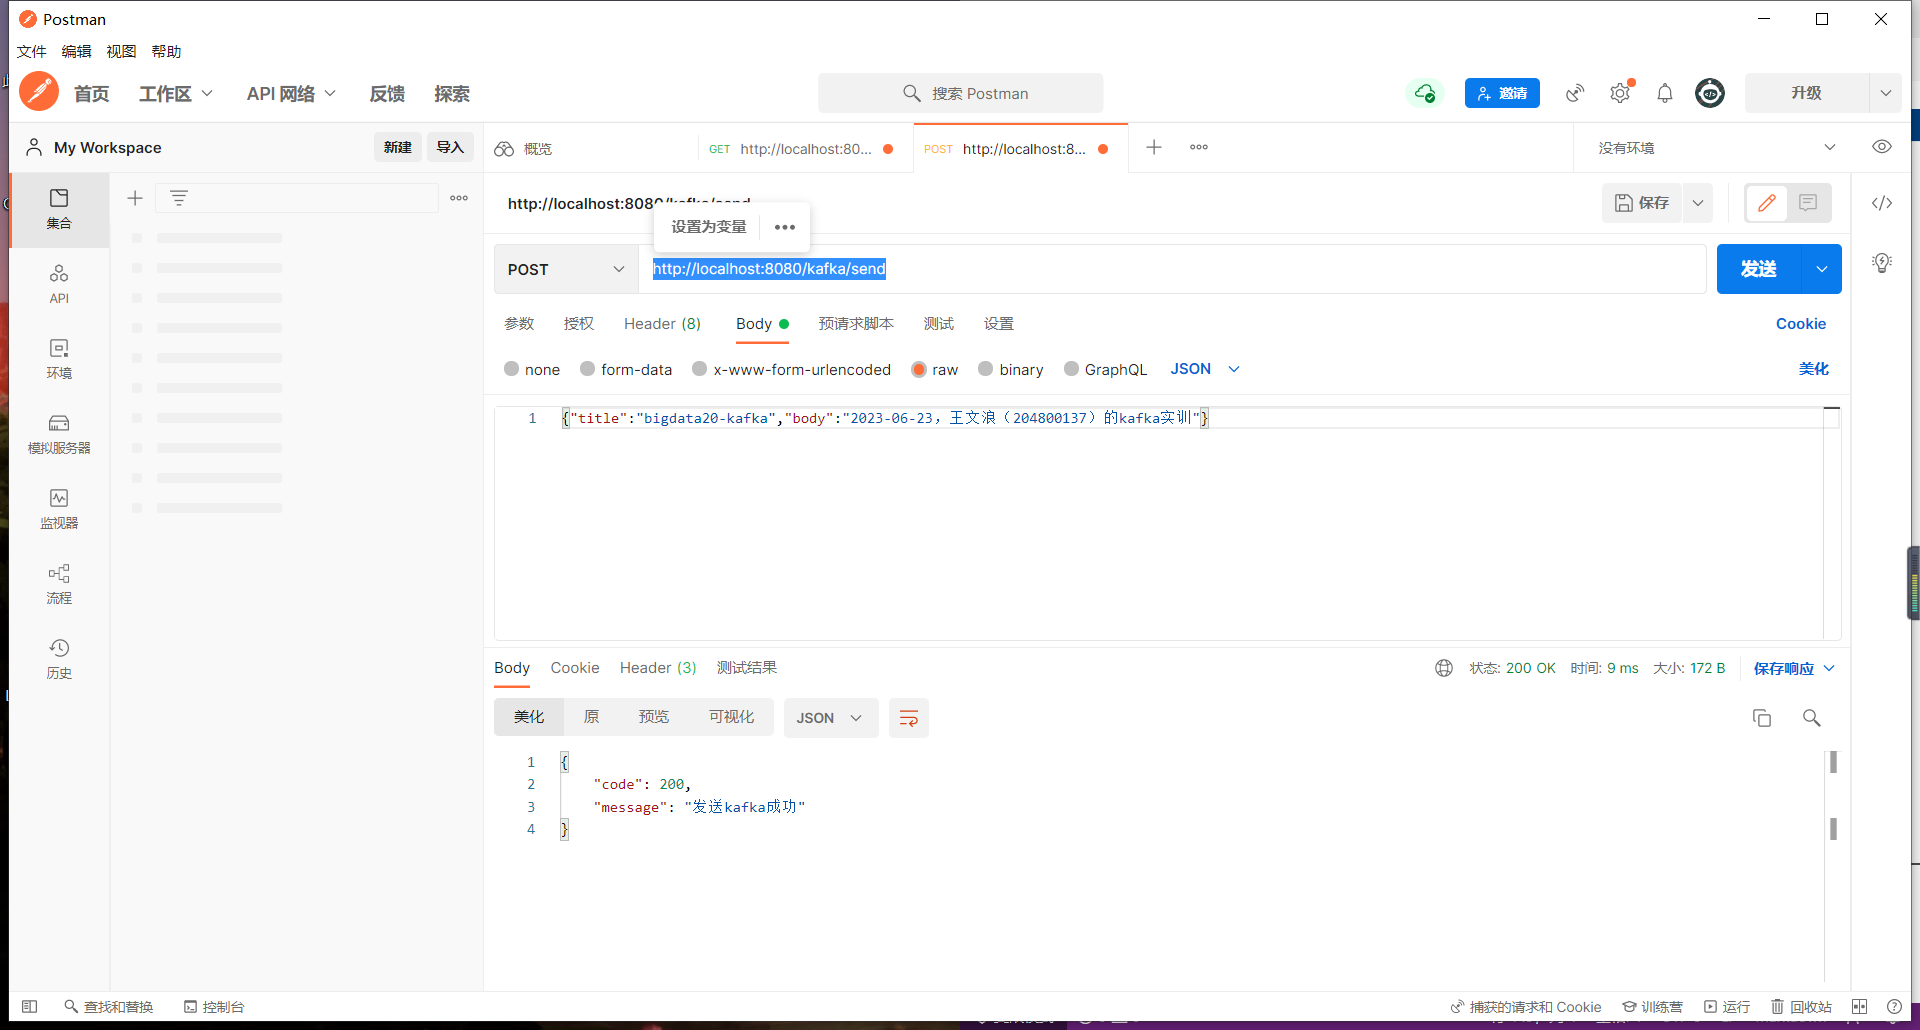 Postman
文件 编辑 视图 帮助
首页 工作区 API 网络 反馈 探索 搜索 Postman 邀请 升级
My Workspace 新建 导入 概览 GET http://localhost:80... POST http://localhost:8... 没有环境
集合
API
环境
模拟服务器
监视器
流程
历史
http://localhost:8080/kafka/send 保存
设置为变量
POST http://localhost:8080/kafka/send 发送
参数 授权 Header (8) Body 预请求脚本 测试 设置 Cookie
none form-data x-www-form-urlencoded raw binary GraphQL JSON 美化
1 {"title":"bigdata20-kafka","body":"2023-06-23，王文浪（204800137）的kafka实训"}
Body Cookie Header (3) 测试结果 状态: 200 OK 时间: 9 ms 大小: 172 B 保存响应
美化 原 预览 可视化 JSON
1 {
2 "code": 200,
3 "message": "发送kafka成功"
4 }
查找和替换 控制台 捕获的请求和 Cookie 训练营 运行 回收站